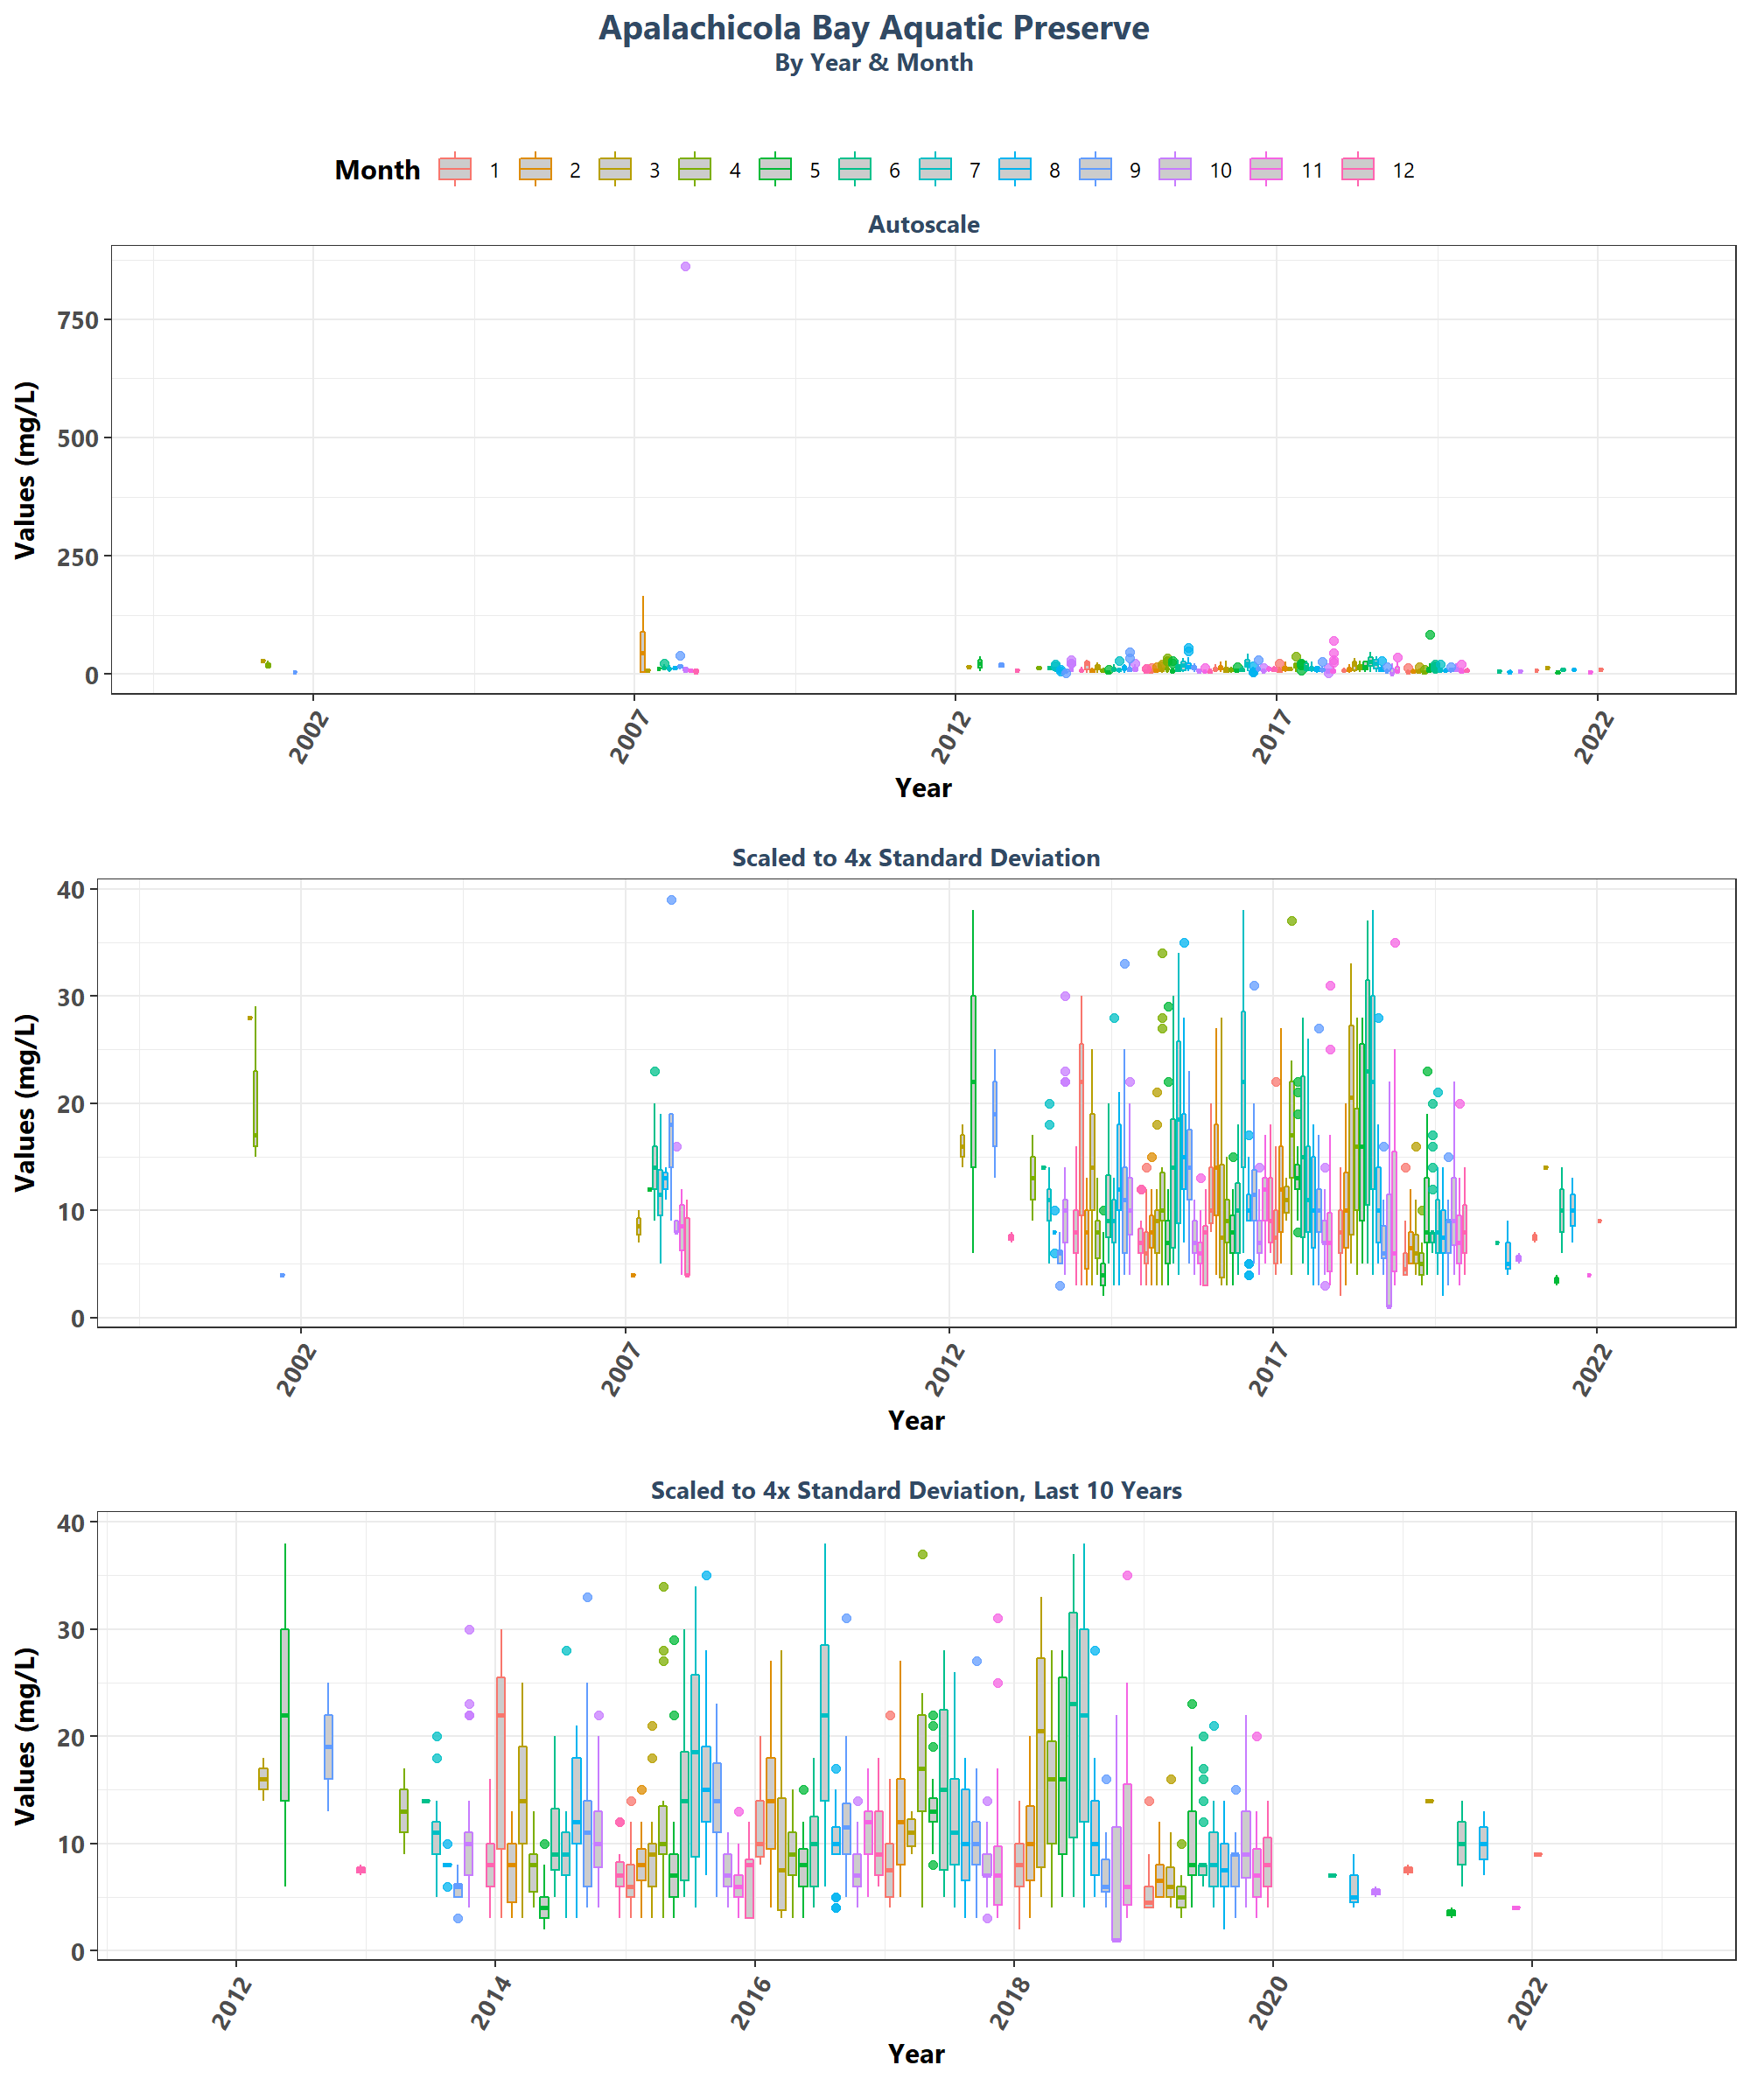 Apalachicola Bay Aquatic Preserve
By Year & Month
Month 1 2 3 4 5 6 7 8 9 10 11 12
Autoscale
Values (mg/L)
750
500
250
0
2002 2007 2012 2017 2022
Year
Scaled to 4x Standard Deviation
Values (mg/L)
40
30
20
10
0
2002 2007 2012 2017 2022
Year
Scaled to 4x Standard Deviation, Last 10 Years
Values (mg/L)
40
30
20
10
0
2012 2014 2016 2018 2020 2022
Year